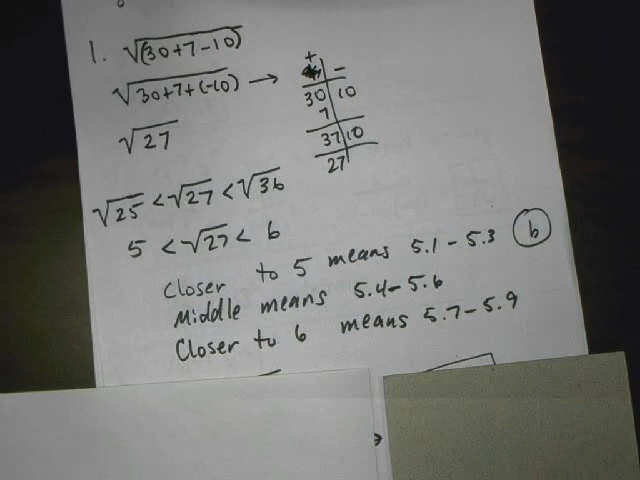 1. √(30+7-10)
√30+7+(-10) →
√27
+ | -
30 | 10
7 |
37 | 10
27 |
√25 < √27 < √36
5 < √27 < 6
Closer to 5 means 5.1 - 5.3 b
Middle means 5.4 - 5.6
Closer to 6 means 5.7 - 5.9